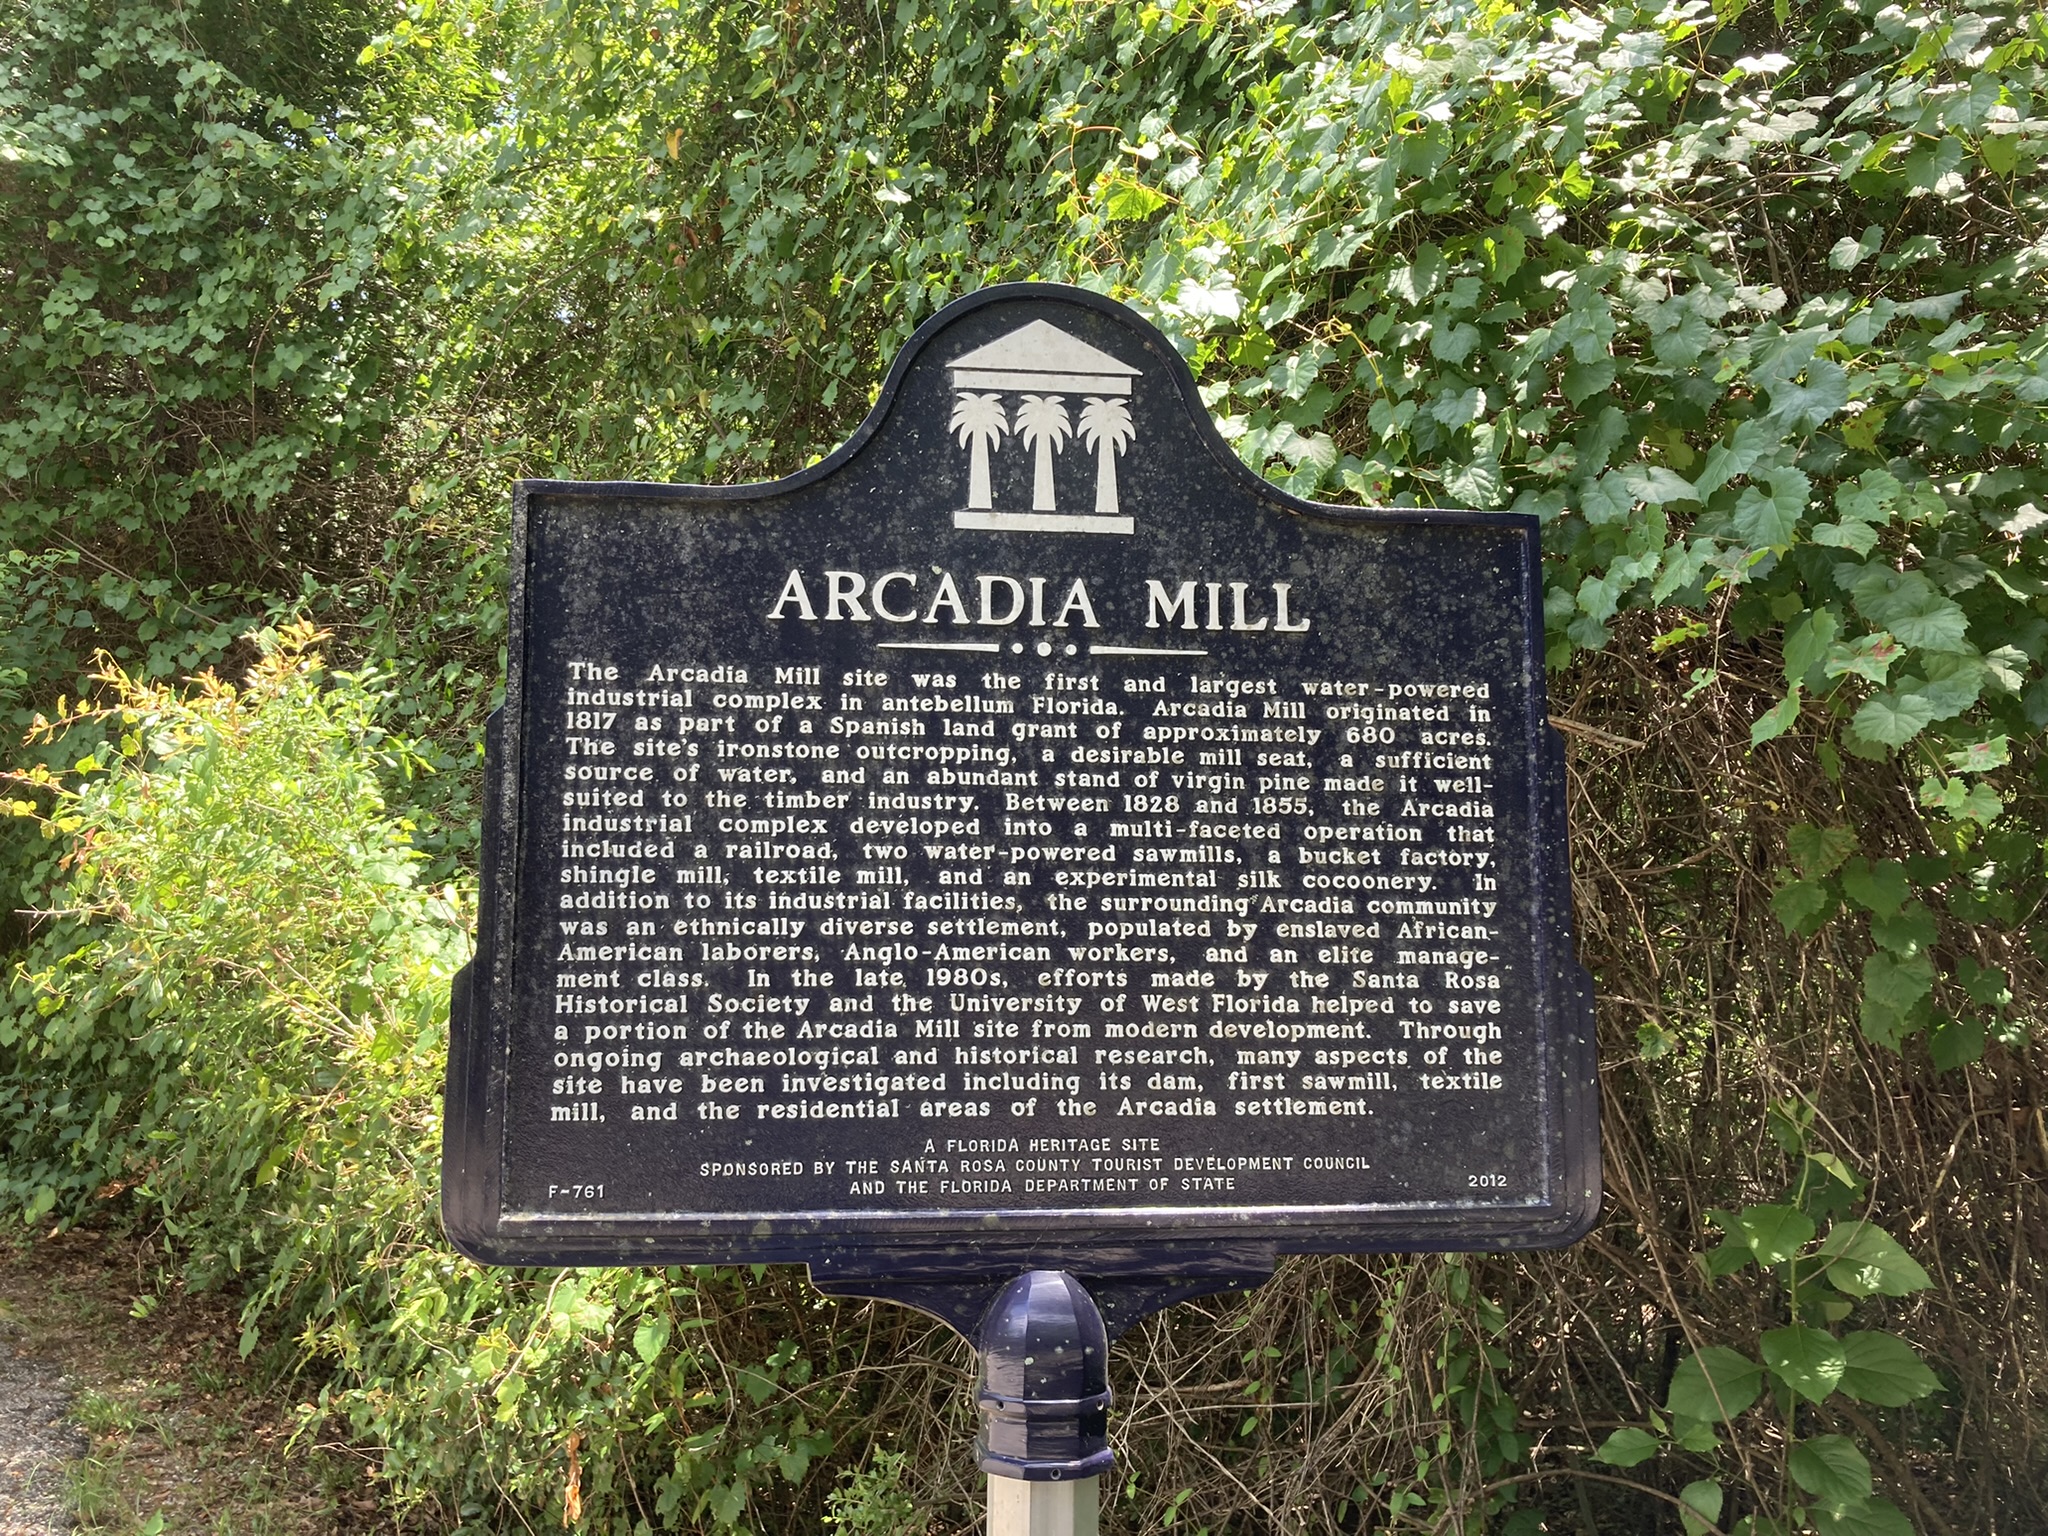 ARCADIA MILL
The Arcadia Mill site was the first and largest water-powered
industrial complex in antebellum Florida. Arcadia Mill originated in
1817 as part of a Spanish land grant of approximately 680 acres.
The site's ironstone outcropping, a desirable mill seat, a sufficient
source of water, and an abundant stand of virgin pine made it well-
suited to the timber industry. Between 1828 and 1855, the Arcadia
industrial complex developed into a multi-faceted operation that
included a railroad, two water-powered sawmills, a bucket factory,
shingle mill, textile mill, and an experimental silk cocoonery. In
addition to its industrial facilities, the surrounding Arcadia community
was an ethnically diverse settlement, populated by enslaved African-
American laborers, Anglo-American workers, and an elite manage-
ment class. In the late 1980s, efforts made by the Santa Rosa
Historical Society and the University of West Florida helped to save
a portion of the Arcadia Mill site from modern development. Through
ongoing archaeological and historical research, many aspects of the
site have been investigated including its dam, first sawmill, textile
mill, and the residential areas of the Arcadia settlement.
A FLORIDA HERITAGE SITE
SPONSORED BY THE SANTA ROSA COUNTY TOURIST DEVELOPMENT COUNCIL
AND THE FLORIDA DEPARTMENT OF STATE
F-761
2012